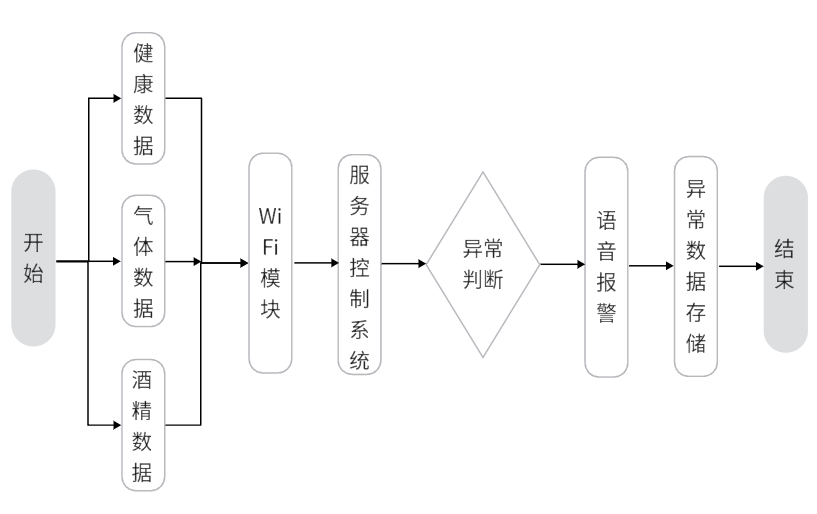 开始
健康数据
气体数据
酒精数据
WiFi模块
服务器控制系统
异常
判断
语音报警
异常数据存储
结束